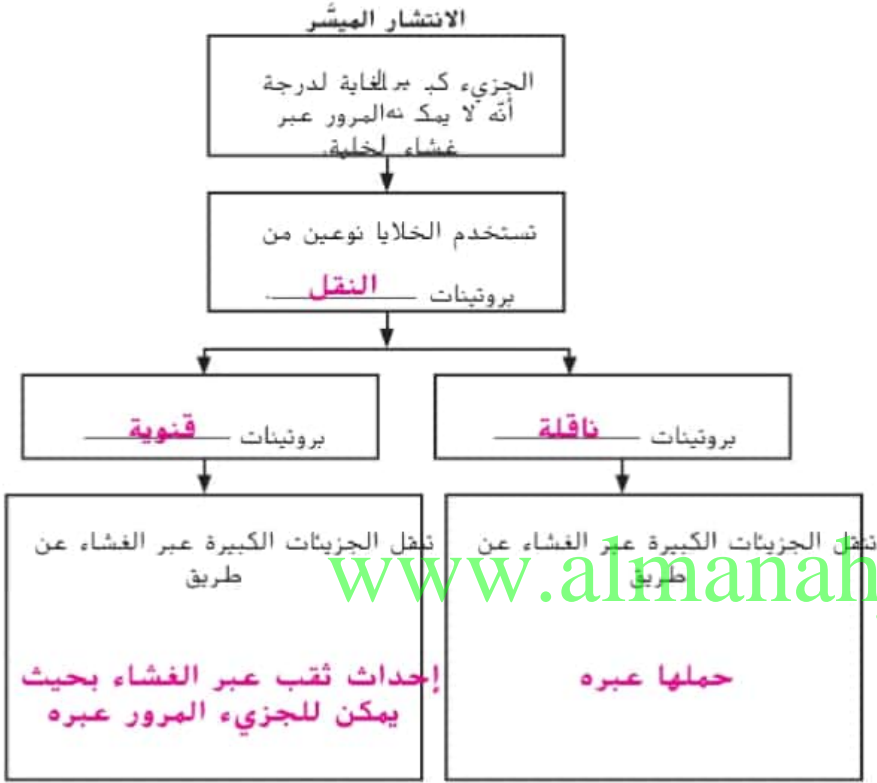 الانتشار الميسَّر
الجزيء كبير للغاية لدرجة
أنّه لا يمكنه المرور عبر
غشاء الخلية.
تستخدم الخلايا نوعين من
بروتينات النقل.
بروتينات ناقلة
بروتينات قنوية
تنقل الجزيئات الكبيرة عبر الغشاء عن
طريق
حملها عبره
تنقل الجزيئات الكبيرة عبر الغشاء عن
طريق
إحداث ثقب عبر الغشاء بحيث
يمكن للجزيء المرور عبره
www.almanah